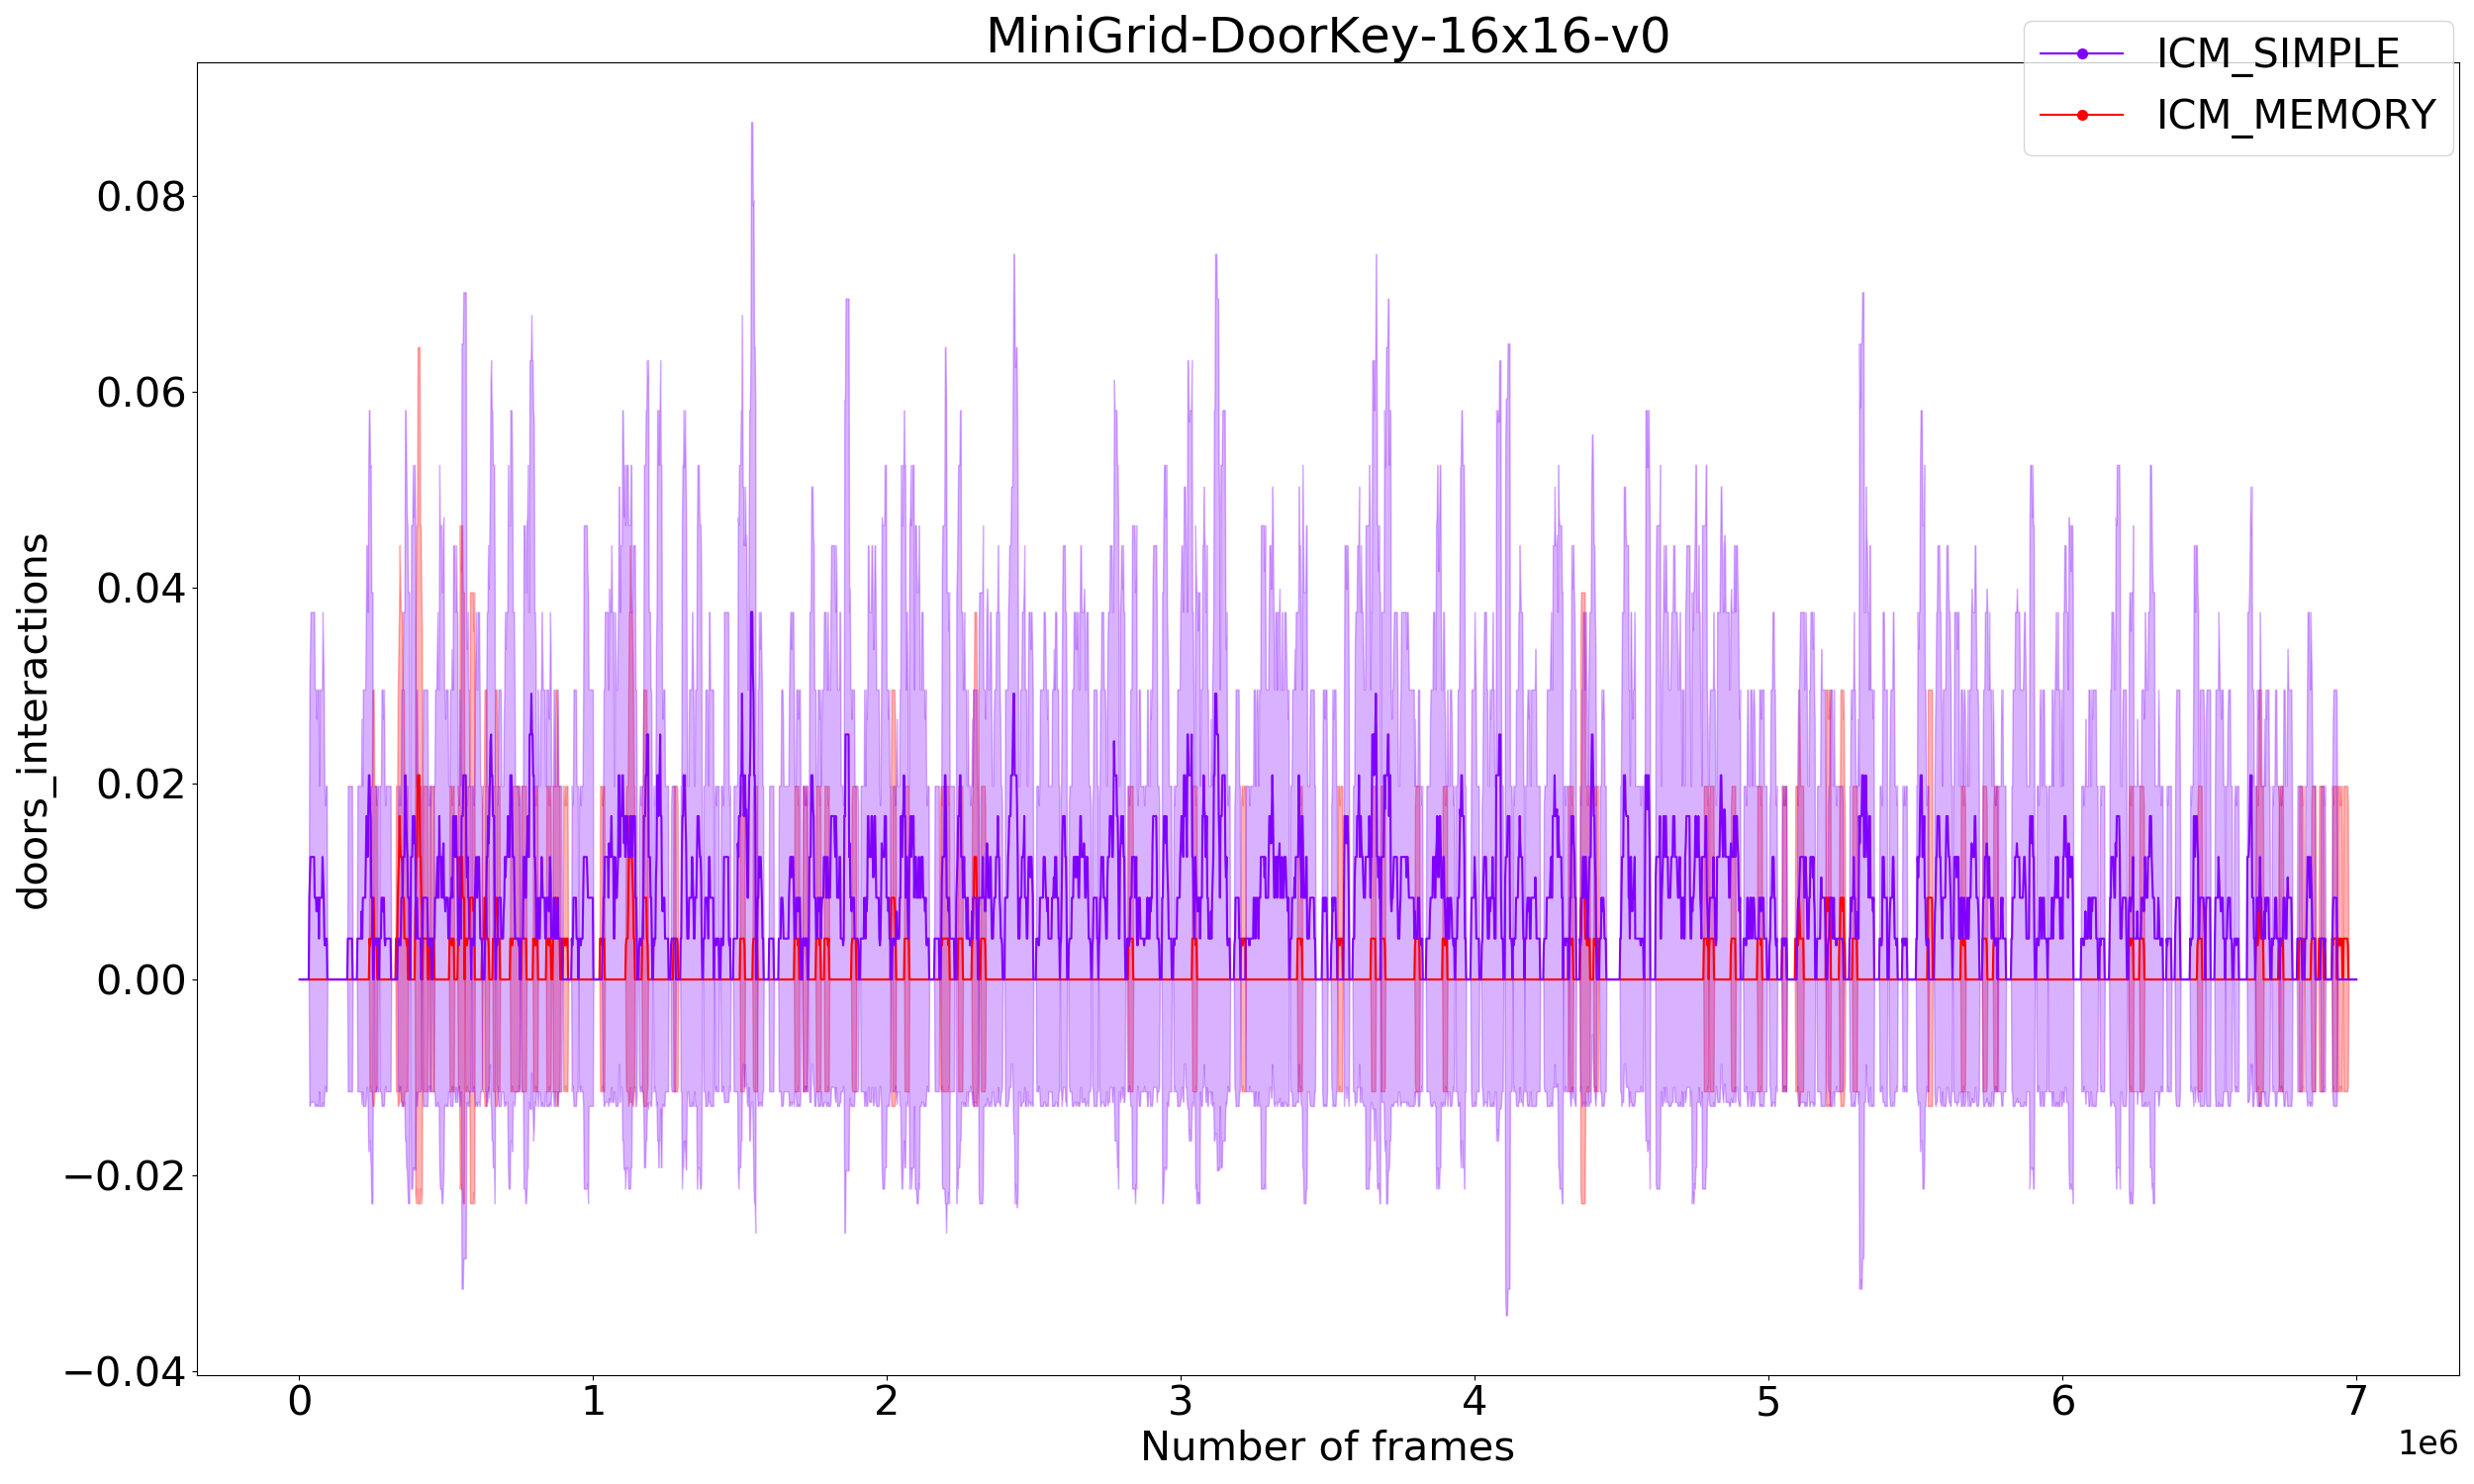 MiniGrid-DoorKey-16x16-v0
ICM_SIMPLE
ICM_MEMORY
doors_interactions
0.08
0.06
0.04
0.02
0.00
−0.02
−0.04
0 1 2 3 4 5 6 7
Number of frames
1e6